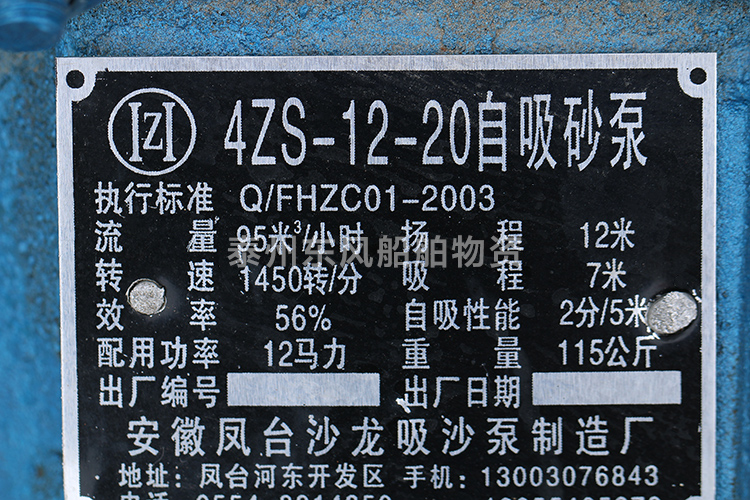 HZH 4ZS-12-20自吸砂泵
执行标准 Q/FHZC01-2003
流量 95米³/小时 扬程 12米
泰州东风船舶物资
转速 1450转/分 吸程 7米
效率 56% 自吸性能 2分/5米
配用功率 12马力 重量 115公斤
出厂编号 出厂日期
安徽凤台沙龙吸沙泵制造厂
地址: 凤台河东开发区 手机: 13003076843